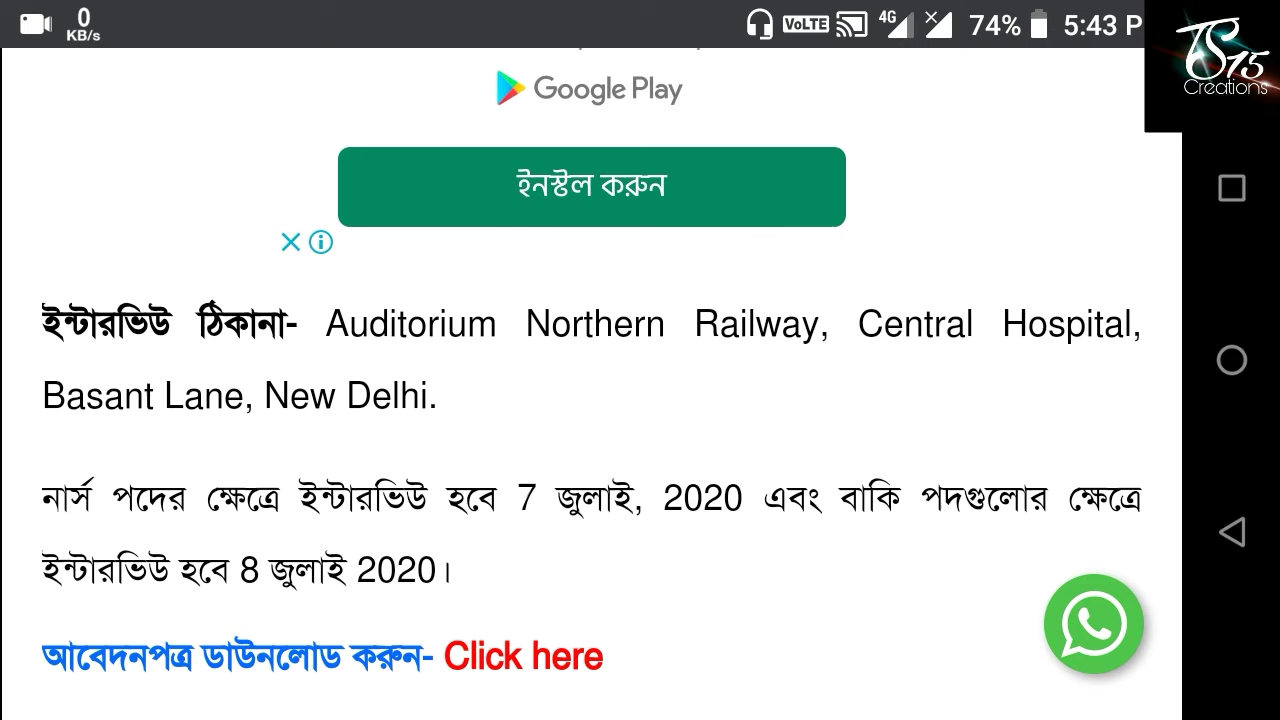 0
KB/s
VoLTE
4G
74%
5:43 P
TS15
Creations
Google Play
ইনস্টল করুন
ইন্টারভিউ ঠিকানা- Auditorium Northern Railway, Central Hospital,
Basant Lane, New Delhi.
নার্স পদের ক্ষেত্রে ইন্টারভিউ হবে 7 জুলাই, 2020 এবং বাকি পদগুলোর ক্ষেত্রে
ইন্টারভিউ হবে 8 জুলাই 2020।
আবেদনপত্র ডাউনলোড করুন- Click here